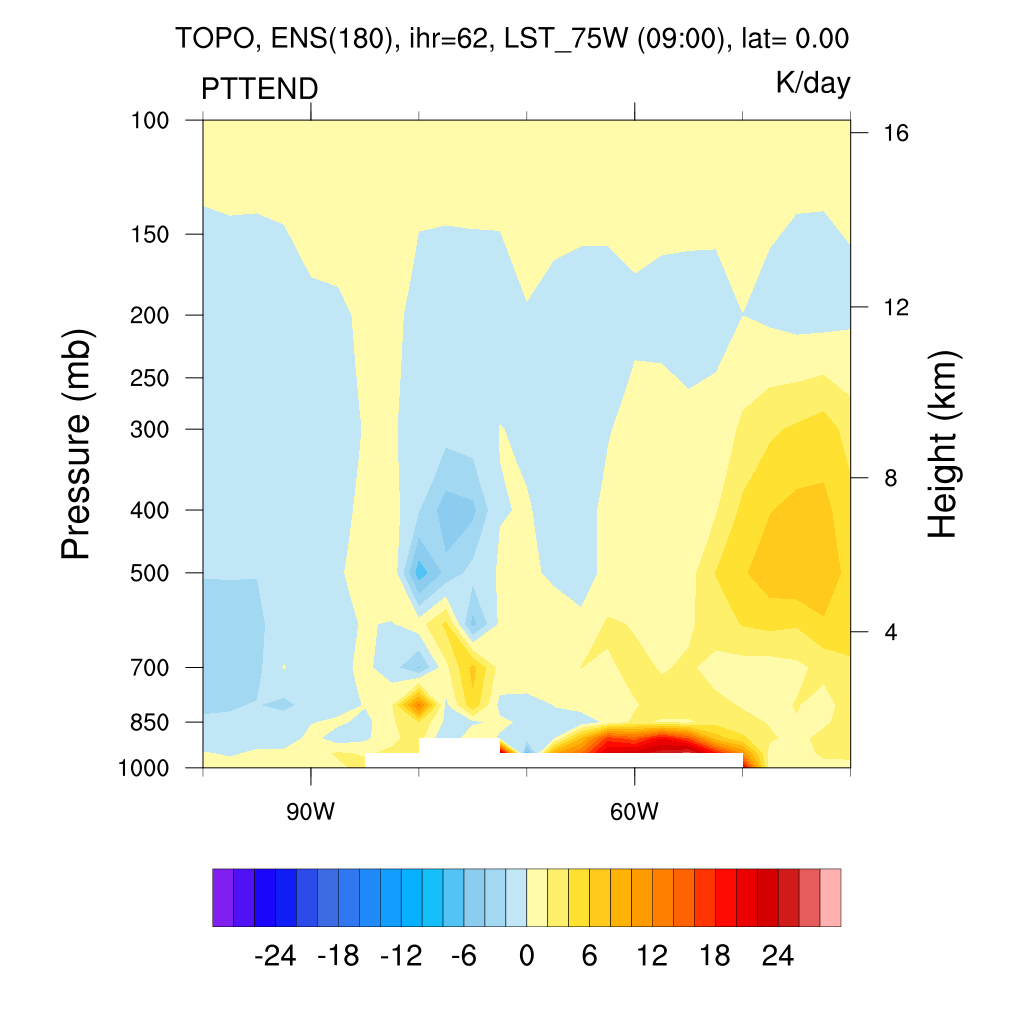 TOPO, ENS(180), ihr=62, LST_75W (09:00), lat= 0.00
PTTEND
K/day
100
150
200
250
300
400
500
700
850
1000
Pressure (mb)
16
12
8
4
Height (km)
90W
60W
-24 -18 -12 -6 0 6 12 18 24